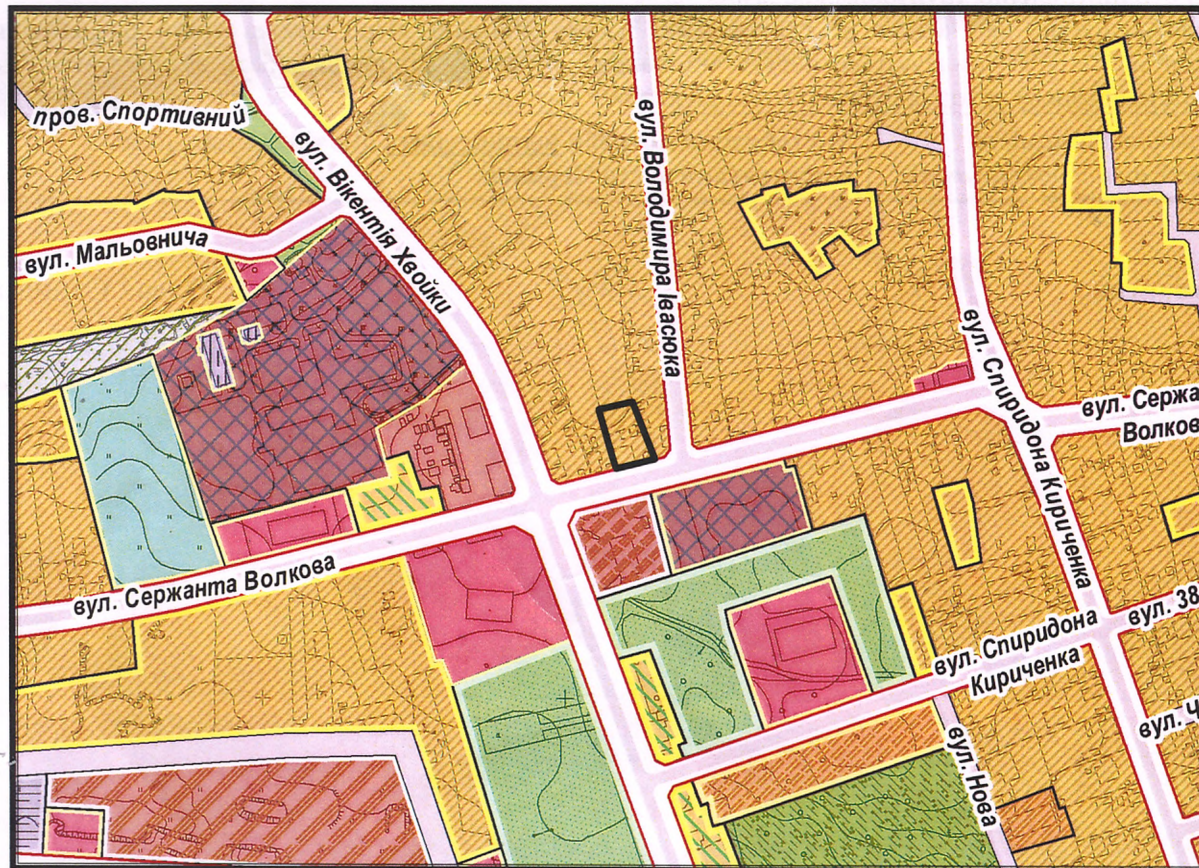 пров. Спортивний
вул. Вікентія Хвойки
вул. Володимира Івасюка
вул. Мальовнича
вул. Спиридона Кириченка
вул. Сержа
Волков
вул. Сержанта Волкова
вул. 38
вул. Спиридона
Кириченка
вул. Ч
вул. Нова